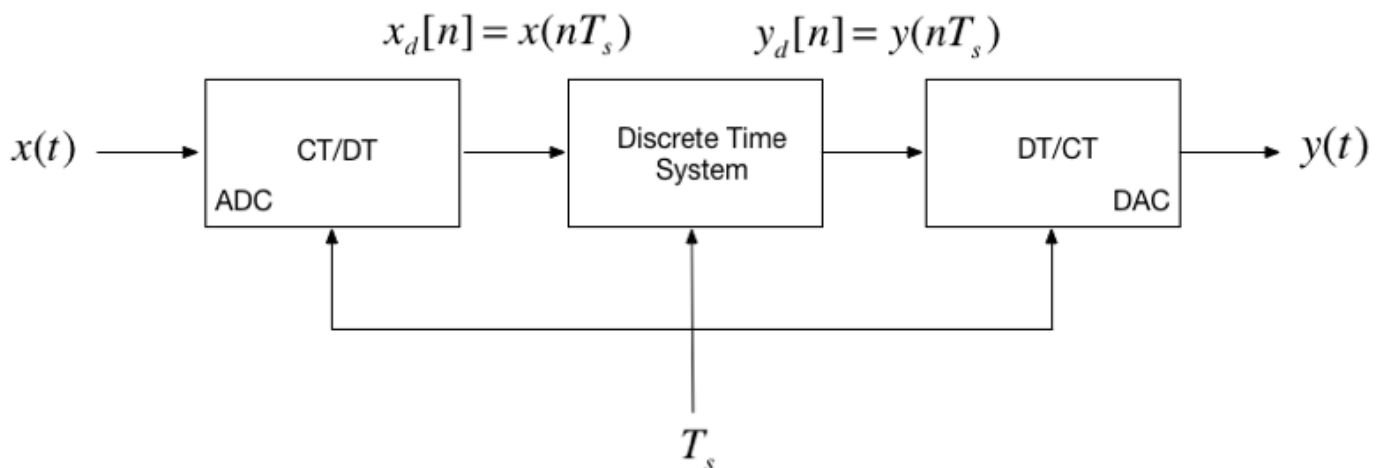 x_d[n] = x(nT_s)
y_d[n] = y(nT_s)
x(t)
CT/DT
ADC
Discrete Time
System
DT/CT
DAC
y(t)
T_s